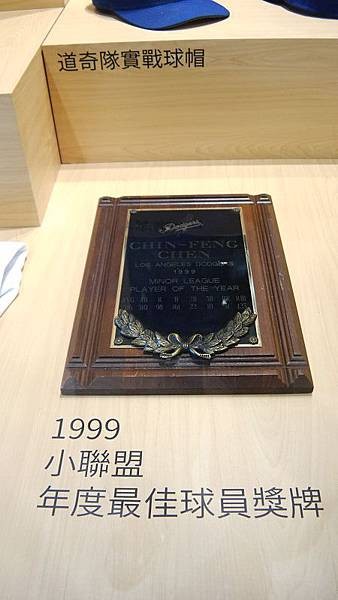 道奇隊實戰球帽
Dodgers
CHIN-FENG
CHEN
LOS ANGELES DODGERS
1999
MINOR LEAGUE
PLAYER OF THE YEAR
1999
小聯盟
年度最佳球員獎牌